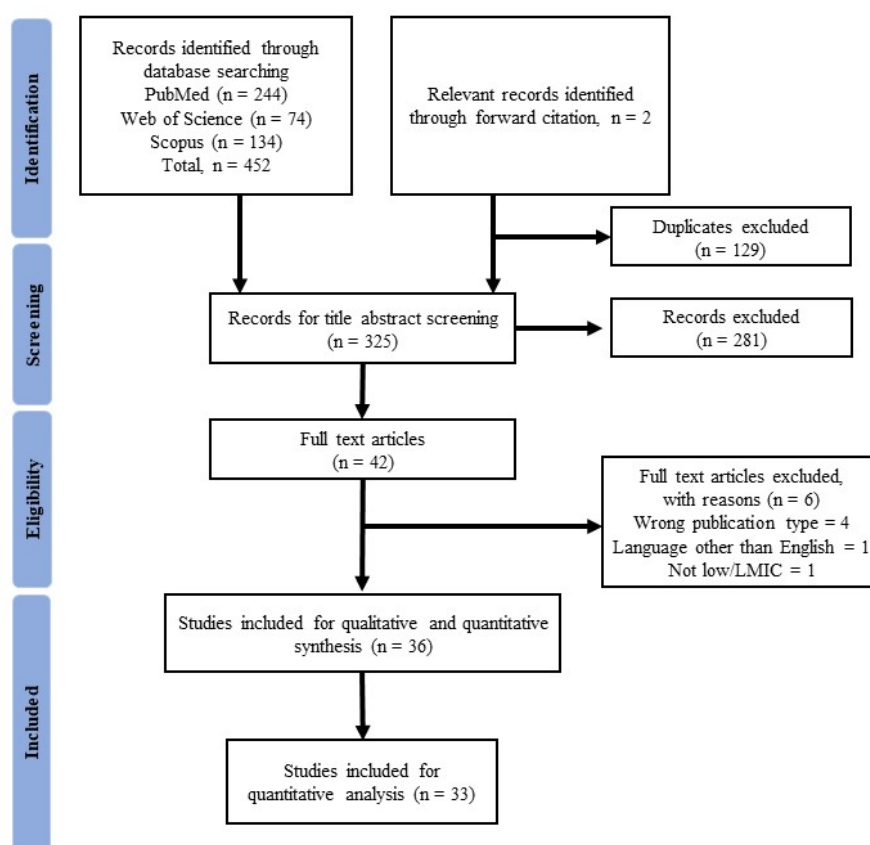 Identification
Records identified through
database searching
PubMed (n = 244)
Web of Science (n = 74)
Scopus (n = 134)
Total, n = 452
Relevant records identified
through forward citation, n = 2
Duplicates excluded
(n = 129)
Screening
Records for title abstract screening
(n = 325)
Records excluded
(n = 281)
Eligibility
Full text articles
(n = 42)
Full text articles excluded,
with reasons (n = 6)
Wrong publication type = 4
Language other than English = 1
Not low/LMIC = 1
Included
Studies included for qualitative and quantitative
synthesis (n = 36)
Studies included for
quantitative analysis (n = 33)